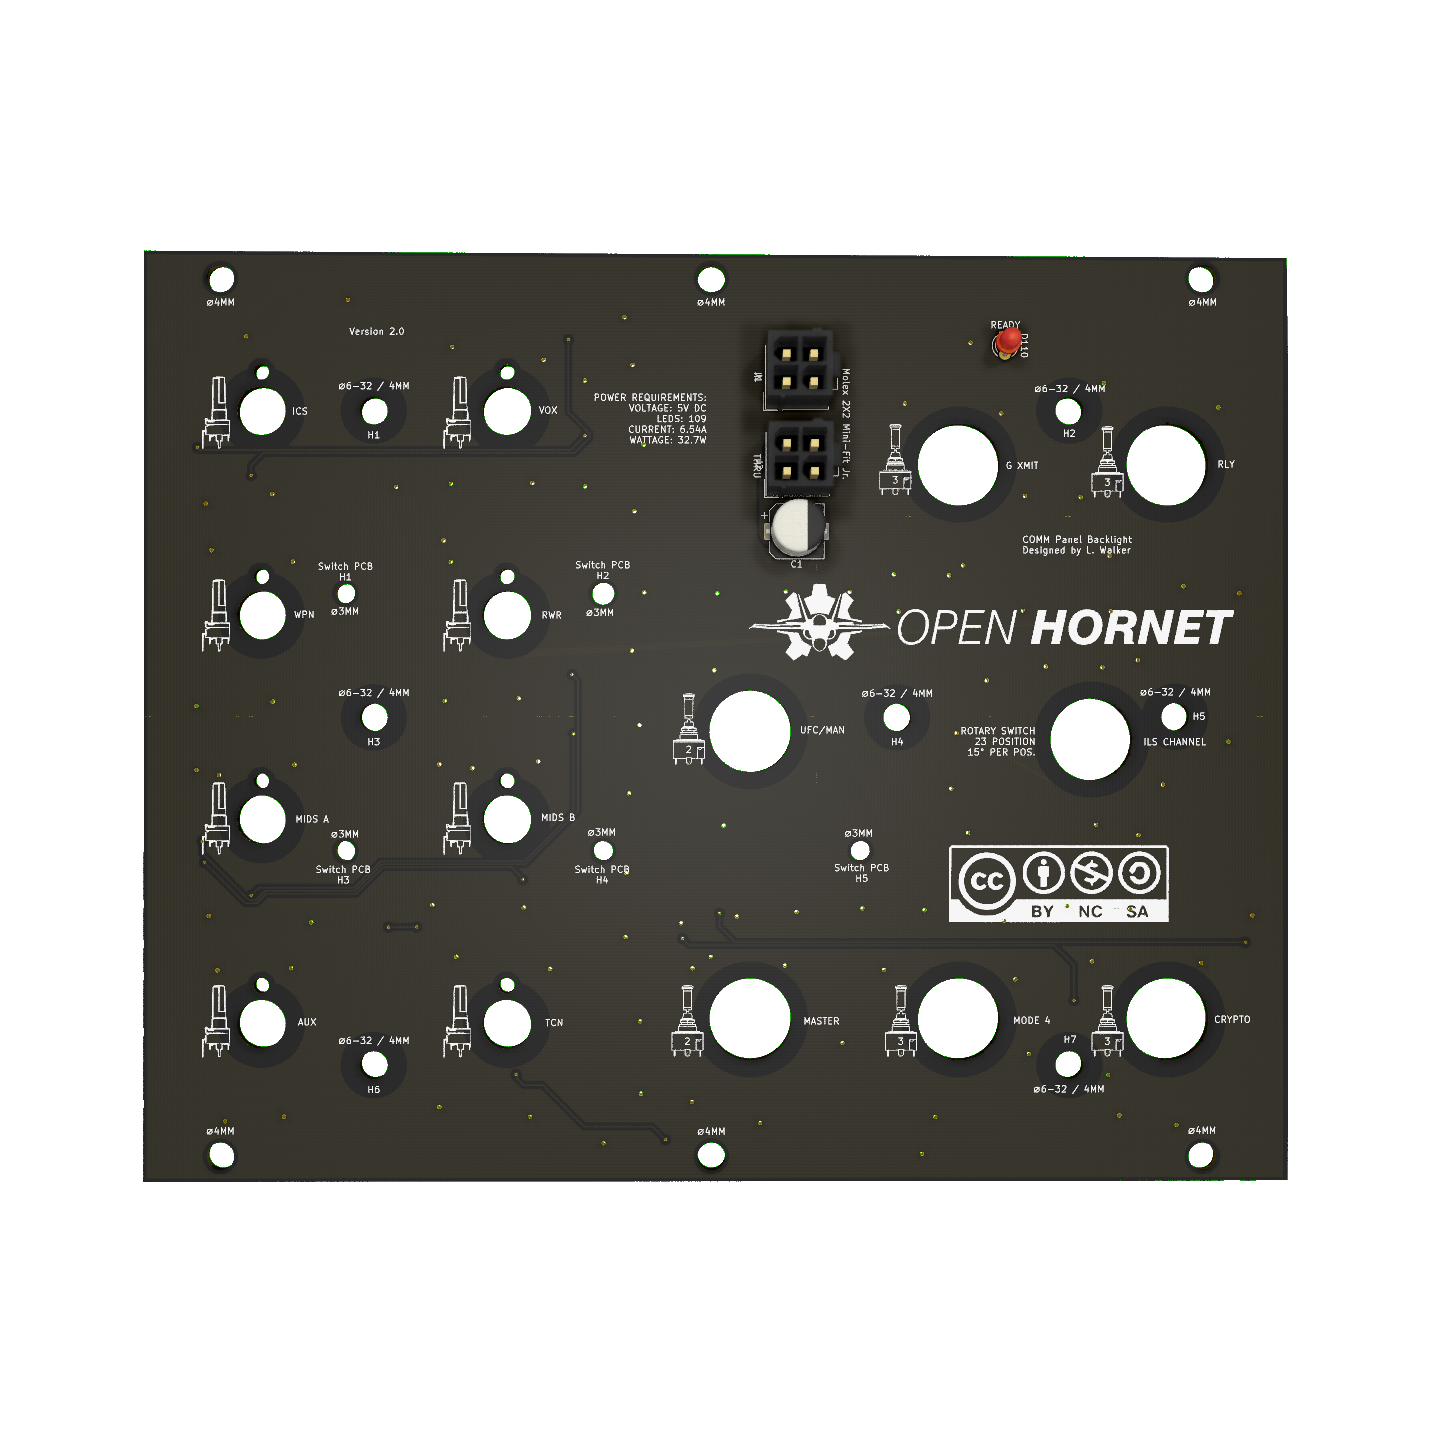 ø4MM
ø4MM
ø4MM
Version 2.0
READY
D110
ICS
ø6-32 / 4MM
H1
VOX
POWER REQUIREMENTS:
VOLTAGE: 5V DC
LEDS: 109
CURRENT: 6.54A
WATTAGE: 32.7W
Molex 2X2 Mini-Fit Jr.
THRU
+
C1
ø6-32 / 4MM
H2
3
G XMIT
3
RLY
COMM Panel Backlight
Designed by L. Walker
WPN
Switch PCB
H1
ø3MM
RWR
Switch PCB
H2
ø3MM
OPEN HORNET
ø6-32 / 4MM
H3
2
UFC/MAN
ø6-32 / 4MM
H4
ROTARY SWITCH
23 POSITION
15° PER POS.
ø6-32 / 4MM
H5
ILS CHANNEL
MIDS A
ø3MM
Switch PCB
H3
MIDS B
ø3MM
Switch PCB
H4
ø3MM
Switch PCB
H5
CC
BY NC SA
AUX
ø6-32 / 4MM
H6
TCN
2
MASTER
3
MODE 4
H7
ø6-32 / 4MM
3
CRYPTO
ø4MM
ø4MM
ø4MM